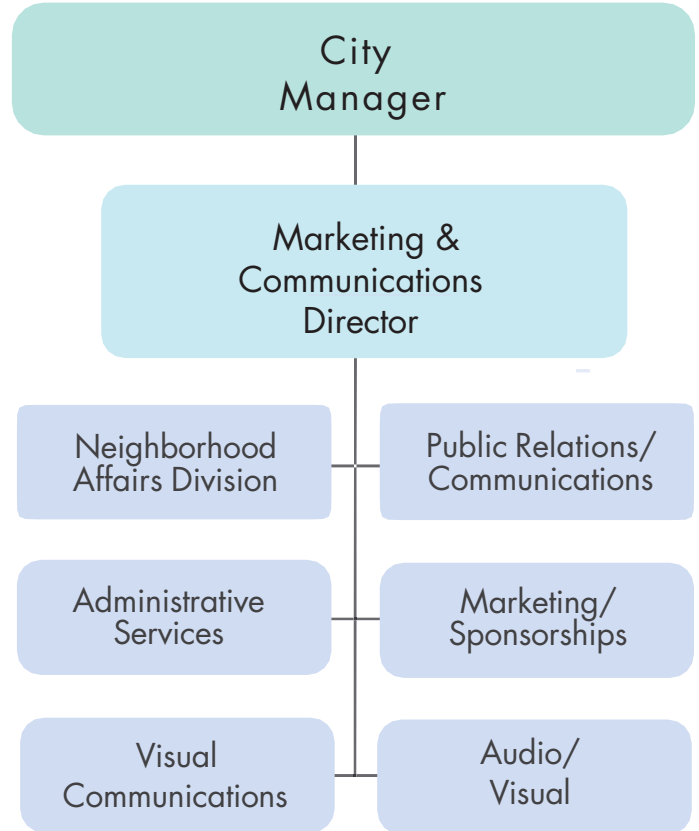 City
Manager
Marketing &
Communications
Director
Neighborhood
Affairs Division
Public Relations/
Communications
Administrative
Services
Marketing/
Sponsorships
Visual
Communications
Audio/
Visual